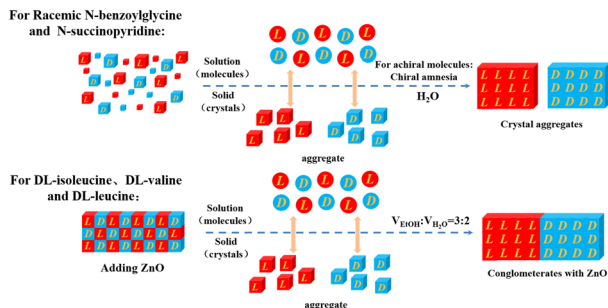 For Racemic N-benzoylglycine
and N-succinopyridine:
L D L D L
D L D L D
Solution
(molecules)
Solid
(crystals)
For achiral molecules:
Chiral amnesia
H₂O
L L L L D D D D
L L L L D D D D
L L L L D D D D
Crystal aggregates
aggregate
For DL-isoleucine、DL-valine
and DL-leucine:
L D L D L
D L D L D
Solution
(molecules)
Solid
(crystals)
V_EtOH:V_H₂O=3:2
L D L D L D L D
D L D L D L D L
L D L D L D L D
Adding ZnO
L L L L D D D D
L L L L D D D D
L L L L D D D D
Conglometerates with ZnO
aggregate